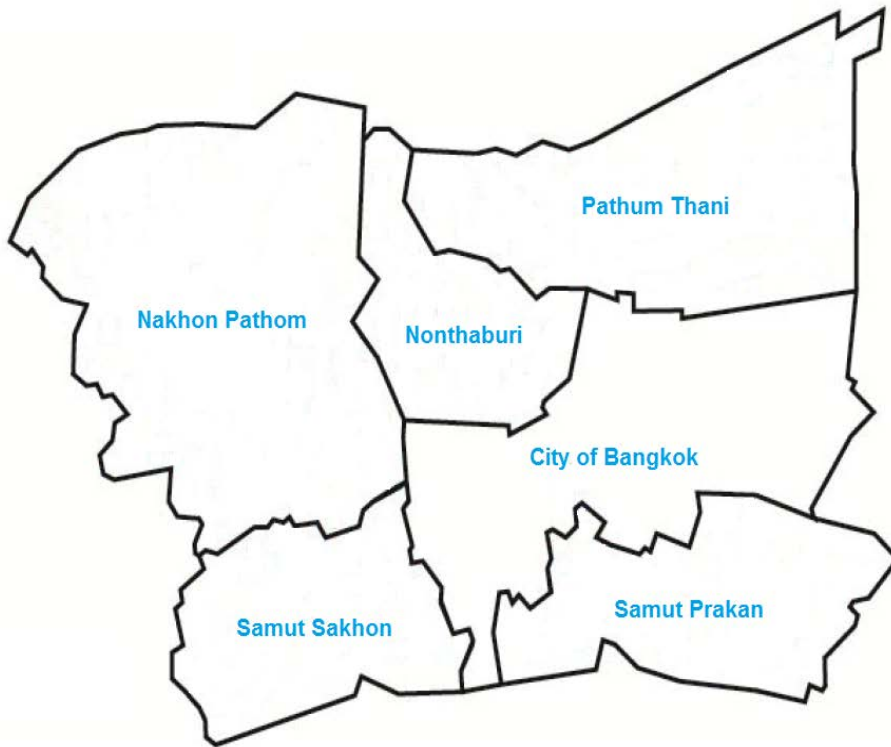 Pathum Thani
Nakhon Pathom
Nonthaburi
City of Bangkok
Samut Prakan
Samut Sakhon